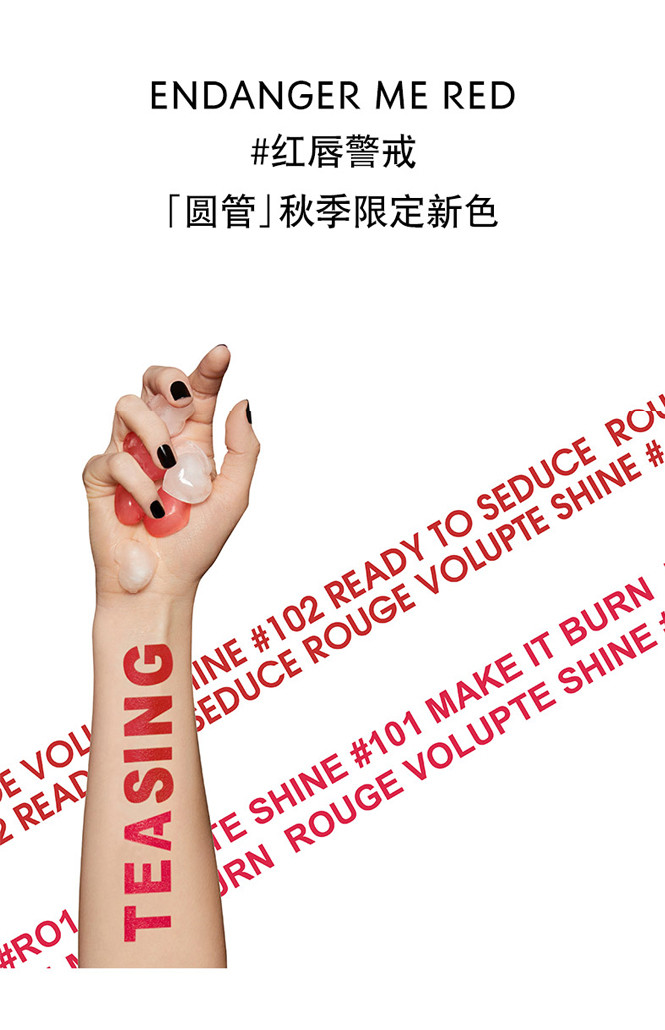 ENDANGER ME RED
#红唇警戒
「圆管」秋季限定新色
INE #102 READY TO SEDUCE ROU
SEDUCE ROUGE VOLUPTE SHINE #
E VOLU
2 READ
TE SHINE #101 MAKE IT BURN
URN ROUGE VOLUPTE SHINE #
#RO1
TEASING